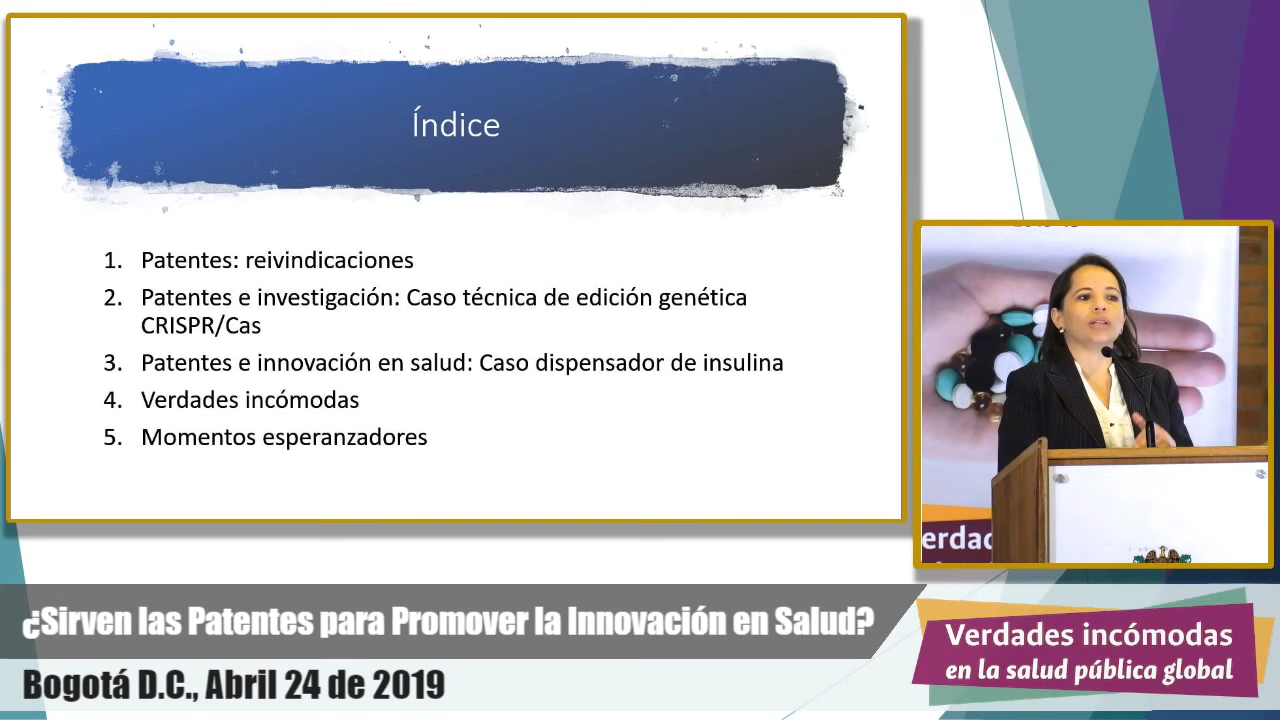 Índice
1. Patentes: reivindicaciones
2. Patentes e investigación: Caso técnica de edición genética
CRISPR/Cas
3. Patentes e innovación en salud: Caso dispensador de insulina
4. Verdades incómodas
5. Momentos esperanzadores
erdad
¿Sirven las Patentes para Promover la Innovación en Salud?
Bogotá D.C., Abril 24 de 2019
Verdades incómodas
en la salud pública global